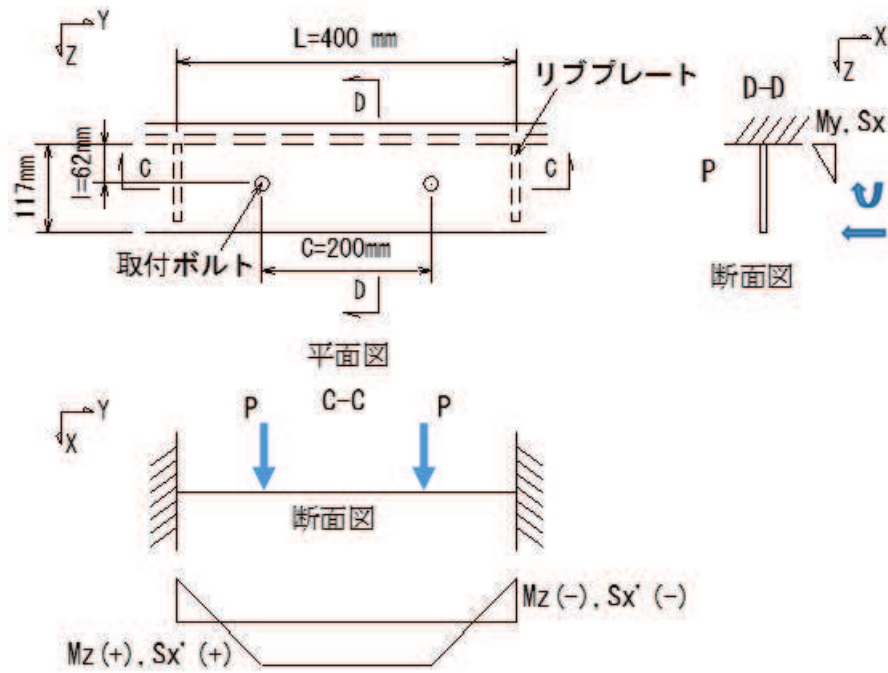 Y
Z
L=400 mm
D
リブプレート
X
Z
D-D
My, Sx
P
117mm
l=62mm
C
C
取付ボルト
C=200mm
D
断面図
平面図
Y
X
P
C-C
P
断面図
Mz(-), Sx'(-)
Mz(+), Sx'(+)